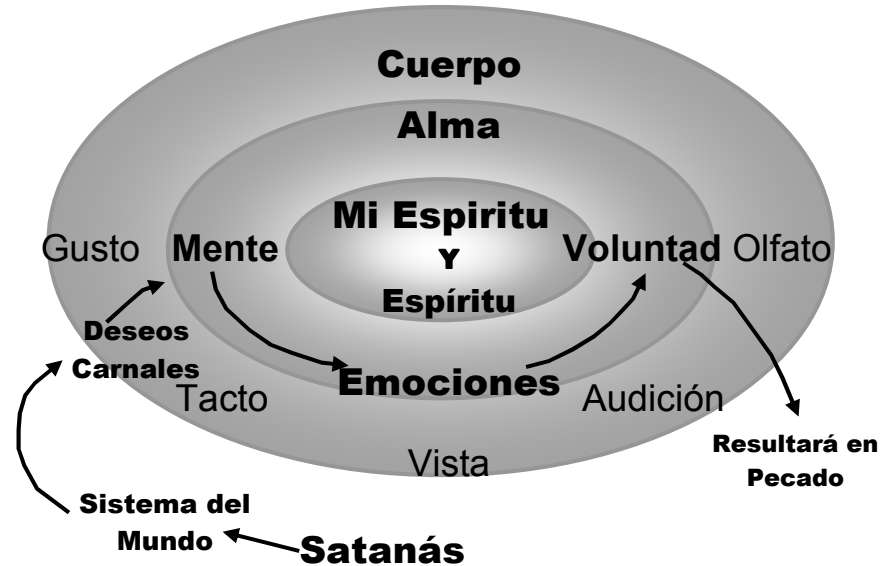 Cuerpo
Alma
Mi Espiritu
Y
Espíritu
Gusto
Mente
Voluntad
Olfato
Deseos
Carnales
Emociones
Tacto
Audición
Vista
Resultará en
Pecado
Sistema del
Mundo
Satanás